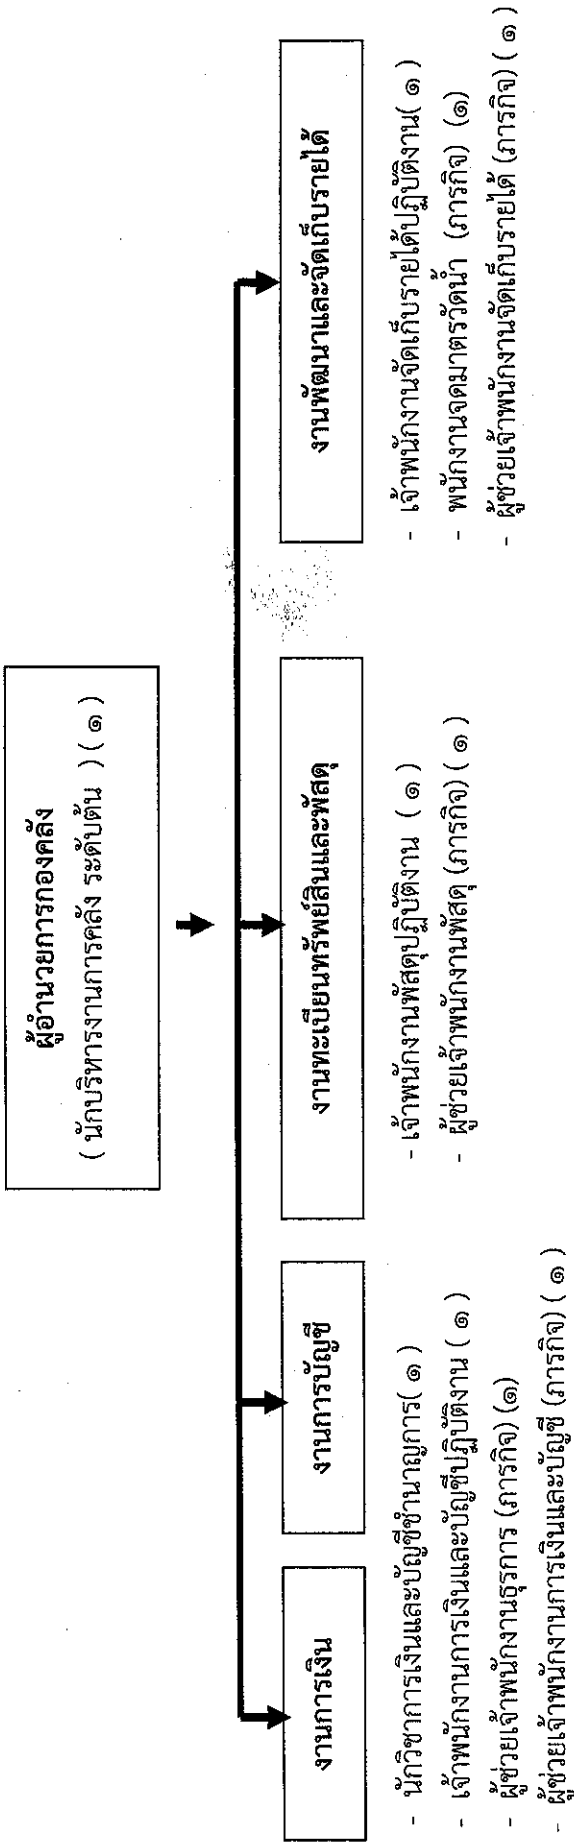 ผู้อำนวยการกองคลัง
( นักบริหารงานการคลัง ระดับต้น ) ( ๑ )
งานการเงิน
งานการบัญชี
งานทะเบียนทรัพย์สินและพัสดุ
งานพัฒนาและจัดเก็บรายได้
- นักวิชาการเงินและบัญชีชำนาญการ( ๑ )
- เจ้าพนักงานการเงินและบัญชีปฏิบัติงาน ( ๑ )
- ผู้ช่วยเจ้าพนักงานธุรการ (ภารกิจ) (๑)
- ผู้ช่วยเจ้าพนักงานการเงินและบัญชี (ภารกิจ) ( ๑ )
- เจ้าพนักงานพัสดุปฏิบัติงาน ( ๑ )
- ผู้ช่วยเจ้าพนักงานพัสดุ (ภารกิจ) ( ๑ )
- เจ้าพนักงานจัดเก็บรายได้ปฏิบัติงาน( ๑ )
- พนักงานจดมาตรวัดน้ำ (ภารกิจ) (๑)
- ผู้ช่วยเจ้าพนักงานจัดเก็บรายได้ (ภารกิจ) ( ๑ )